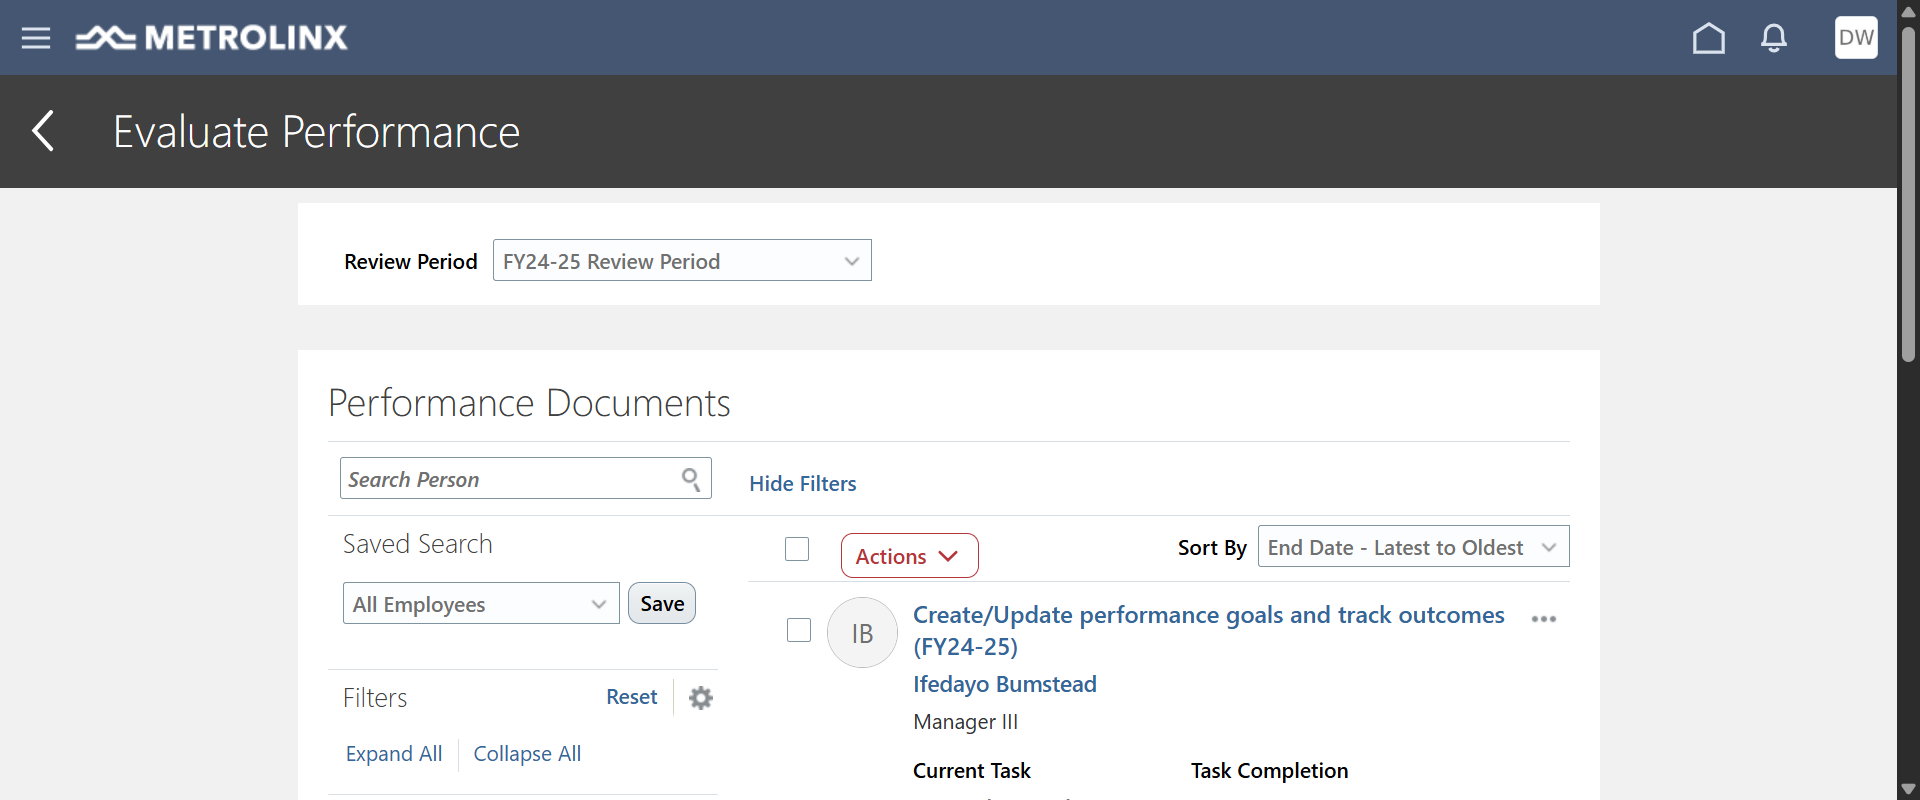 METROLINX
DW
Evaluate Performance
Review Period FY24-25 Review Period
Performance Documents
Search Person
Hide Filters
Saved Search
Actions
Sort By End Date - Latest to Oldest
All Employees Save
IB
Create/Update performance goals and track outcomes
(FY24-25)
Ifedayo Bumstead
Manager III
Filters Reset
Expand All Collapse All
Current Task Task Completion